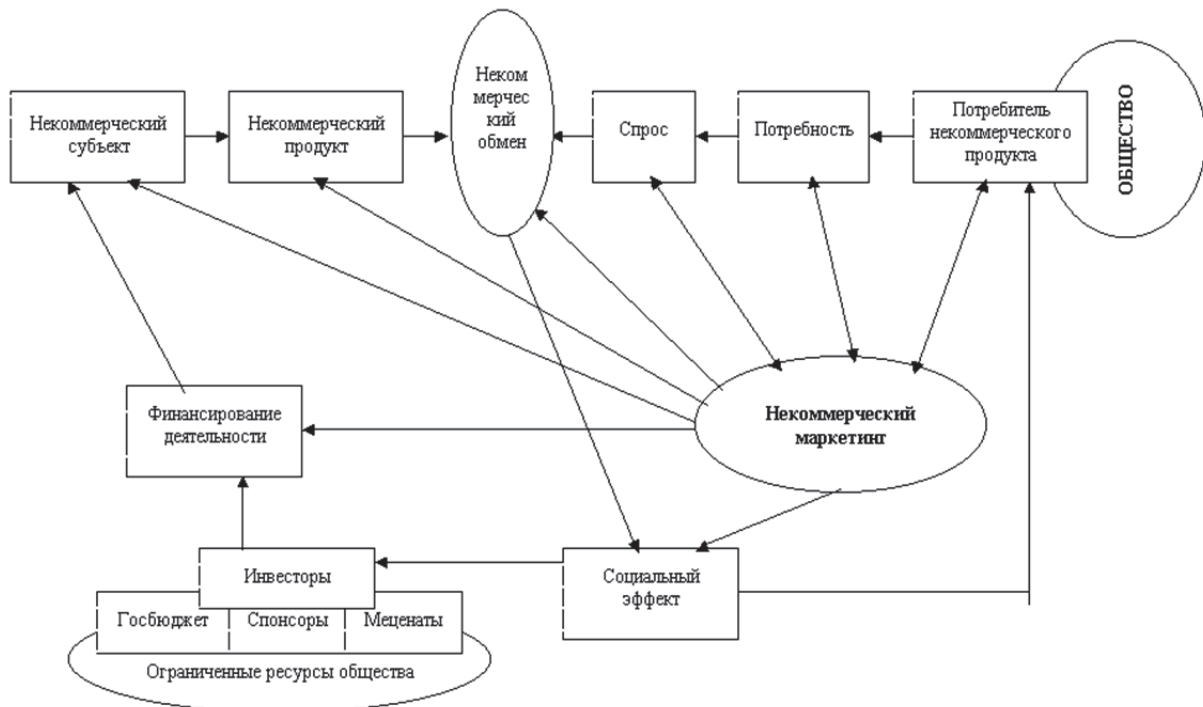 Неком
мерчес
кий
обмен
Некоммерческий
субъект
Некоммерческий
продукт
Спрос
Потребность
Потребитель
некоммерческого
продукта
ОБЩЕСТВО
Финансирование
деятельности
Некоммерческий
маркетинг
Инвесторы
Социальный
эффект
Госбюджет
Спонсоры
Меценаты
Ограниченные ресурсы общества